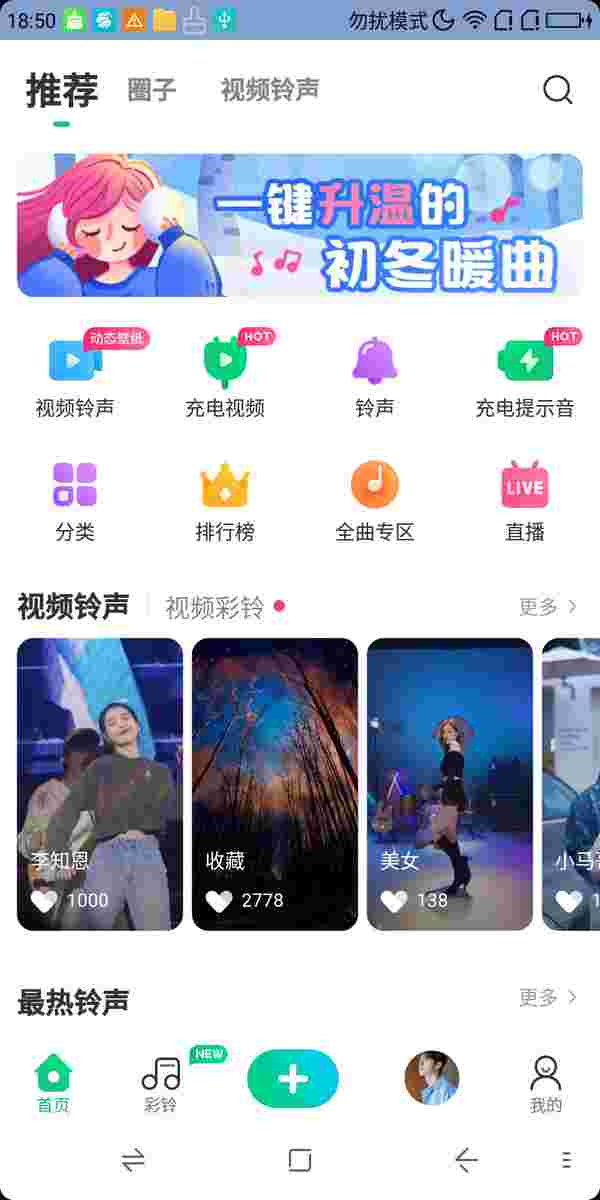 18:50
勿扰模式
推荐
圈子
视频铃声
一键升温的
初冬暖曲
动态壁纸
HOT
HOT
视频铃声
充电视频
铃声
充电提示音
LIVE
分类
排行榜
全曲专区
直播
视频铃声
视频彩铃
更多
李知恩
收藏
美女
小马
1000
2778
138
1
最热铃声
更多
NEW
首页
彩铃
我的